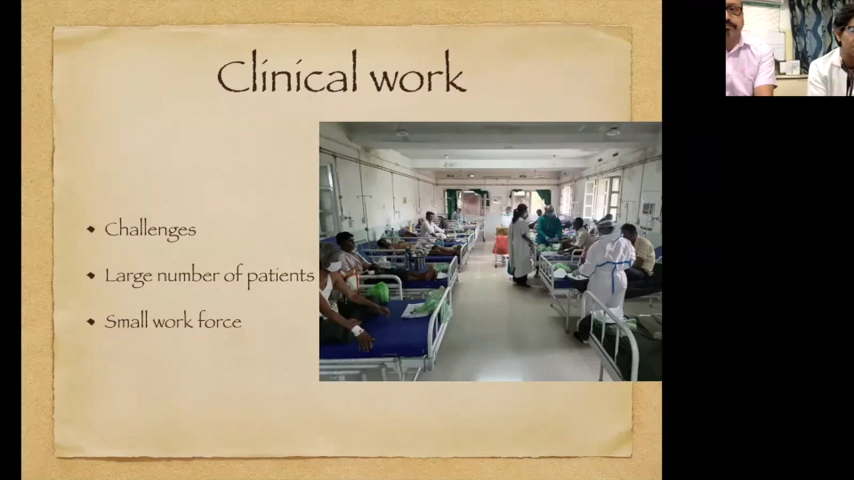 Clinical work
Challenges
Large number of patients
Small work force